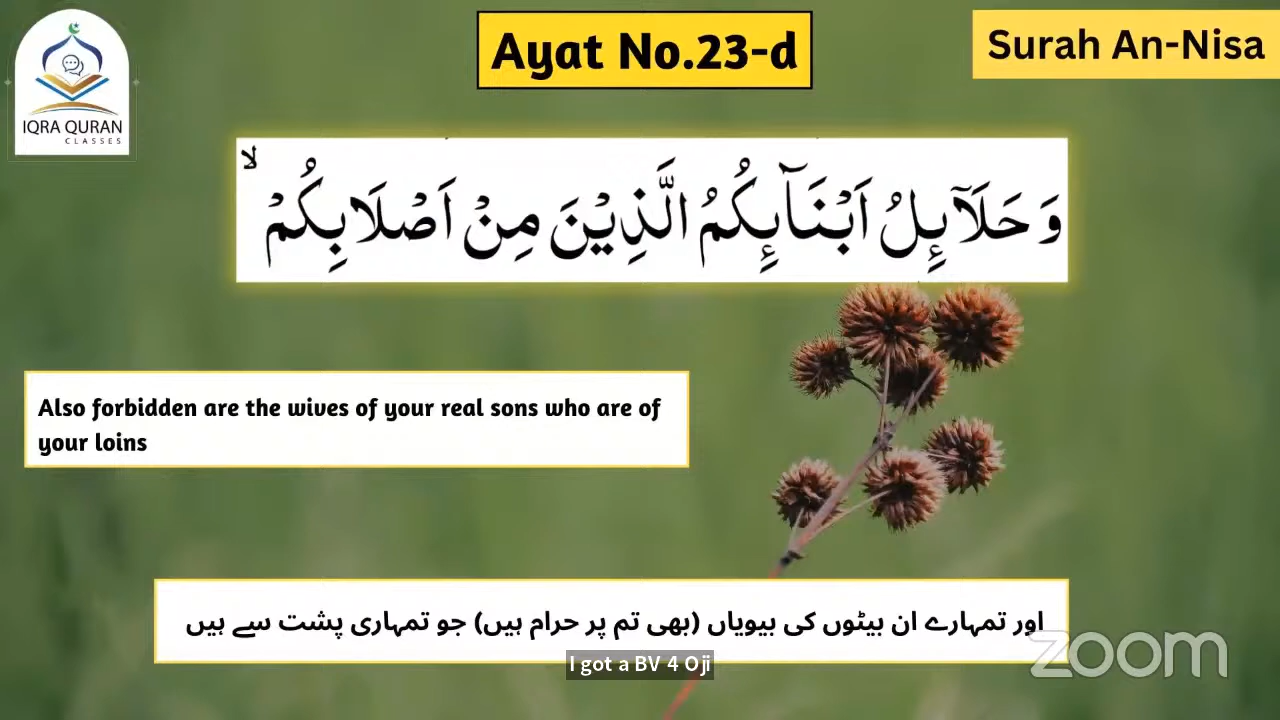 IQRA QURAN
CLASSES
Ayat No.23-d
Surah An-Nisa
وَ حَلَآىِٕلُ اَبْنَآىِٕكُمُ الَّذِيْنَ مِنْ اَصْلَابِكُمْ ۙ
Also forbidden are the wives of your real sons who are of
your loins
اور تمہارے ان بیٹوں کی بیویاں (بھی تم پر حرام ہیں) جو تمہاری پشت سے ہیں
I got a BV 4 Oji
zoom